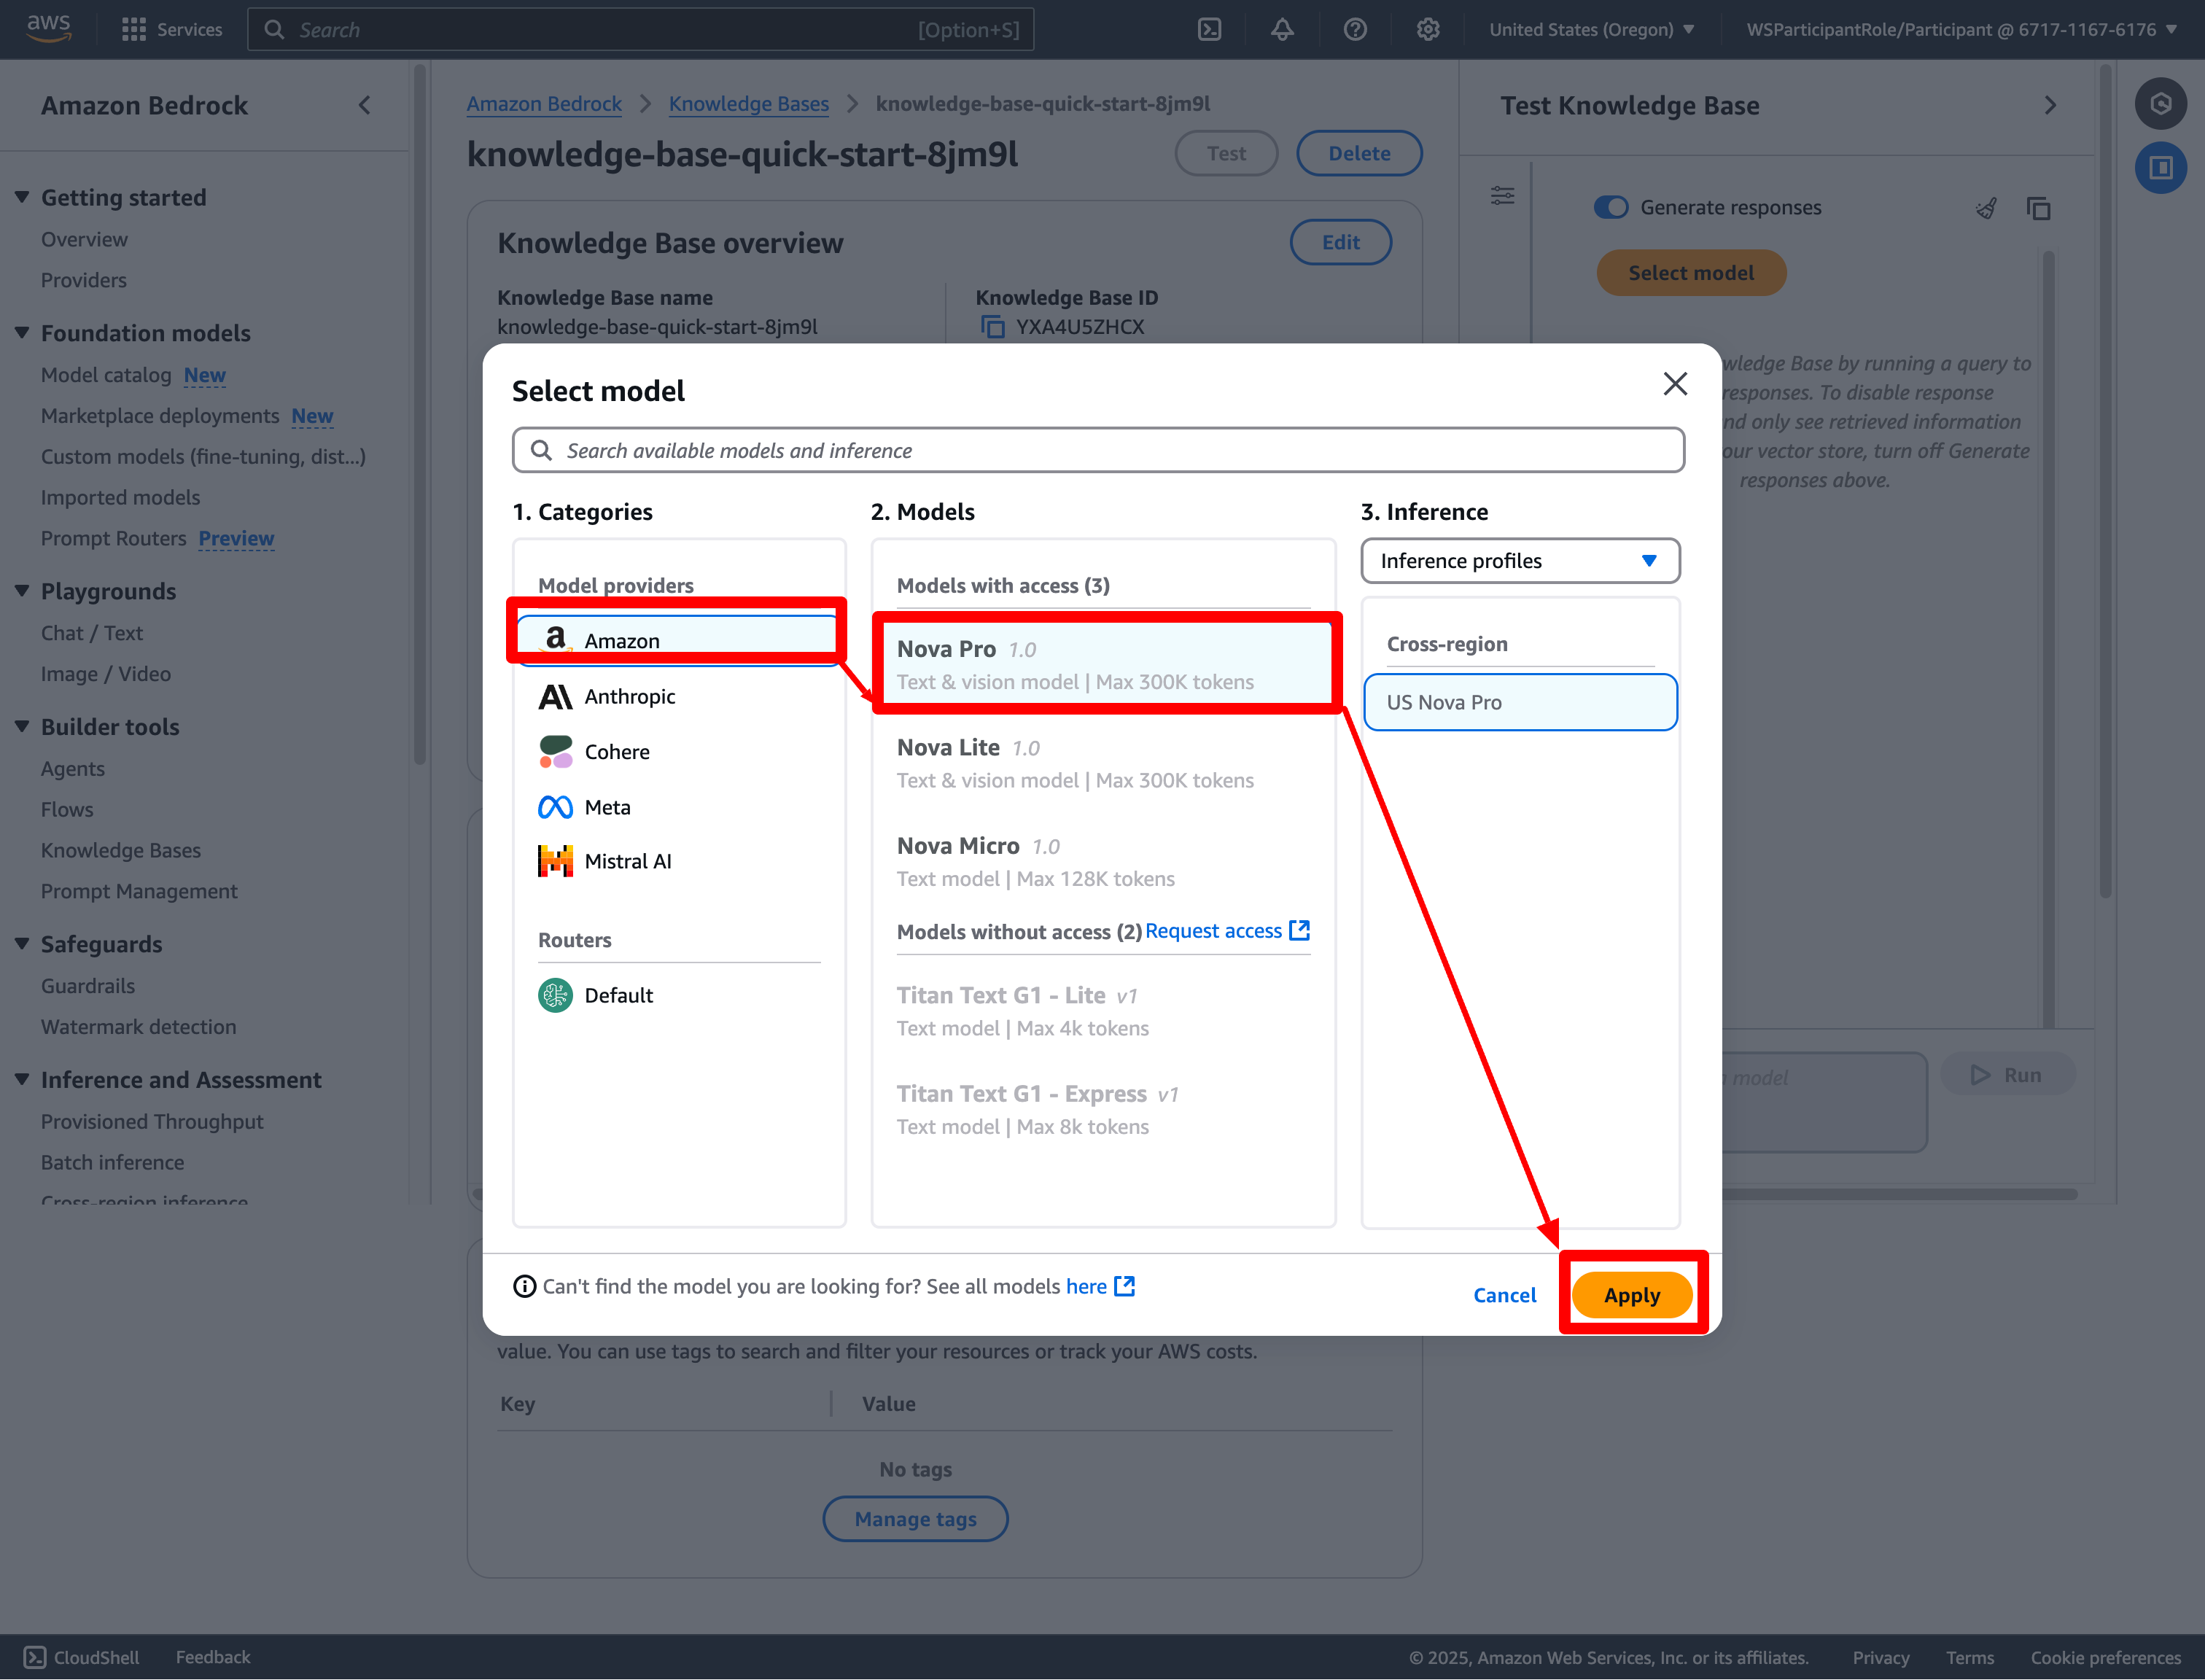 aws
Services
Search
[Option+S]
United States (Oregon)
WSParticipantRole/Participant @ 6717-1167-6176
Amazon Bedrock
Getting started
Overview
Providers
Foundation models
Model catalog New
Marketplace deployments New
Custom models (fine-tuning, dist...)
Imported models
Prompt Routers Preview
Playgrounds
Chat / Text
Image / Video
Builder tools
Agents
Flows
Knowledge Bases
Prompt Management
Safeguards
Guardrails
Watermark detection
Inference and Assessment
Provisioned Throughput
Batch inference
Cross-region inference
Amazon Bedrock
Knowledge Bases
knowledge-base-quick-start-8jm9l
knowledge-base-quick-start-8jm9l
Test
Delete
Knowledge Base overview
Edit
Knowledge Base name
knowledge-base-quick-start-8jm9l
Knowledge Base ID
YXA4U5ZHCX
Test Knowledge Base
Generate responses
Select model
wledge Base by running a query to
responses. To disable response
nd only see retrieved information
our vector store, turn off Generate
responses above.
model
Run
Select model
Search available models and inference
1. Categories
Model providers
Amazon
Anthropic
Cohere
Meta
Mistral AI
Routers
Default
2. Models
Models with access (3)
Nova Pro 1.0
Text & vision model | Max 300K tokens
Nova Lite 1.0
Text & vision model | Max 300K tokens
Nova Micro 1.0
Text model | Max 128K tokens
Models without access (2) Request access
Titan Text G1 - Lite v1
Text model | Max 4k tokens
Titan Text G1 - Express v1
Text model | Max 8k tokens
3. Inference
Inference profiles
Cross-region
US Nova Pro
Can't find the model you are looking for? See all models here
Cancel
Apply
value. You can use tags to search and filter your resources or track your AWS costs.
Key
Value
No tags
Manage tags
CloudShell
Feedback
© 2025, Amazon Web Services, Inc. or its affiliates.
Privacy
Terms
Cookie preferences